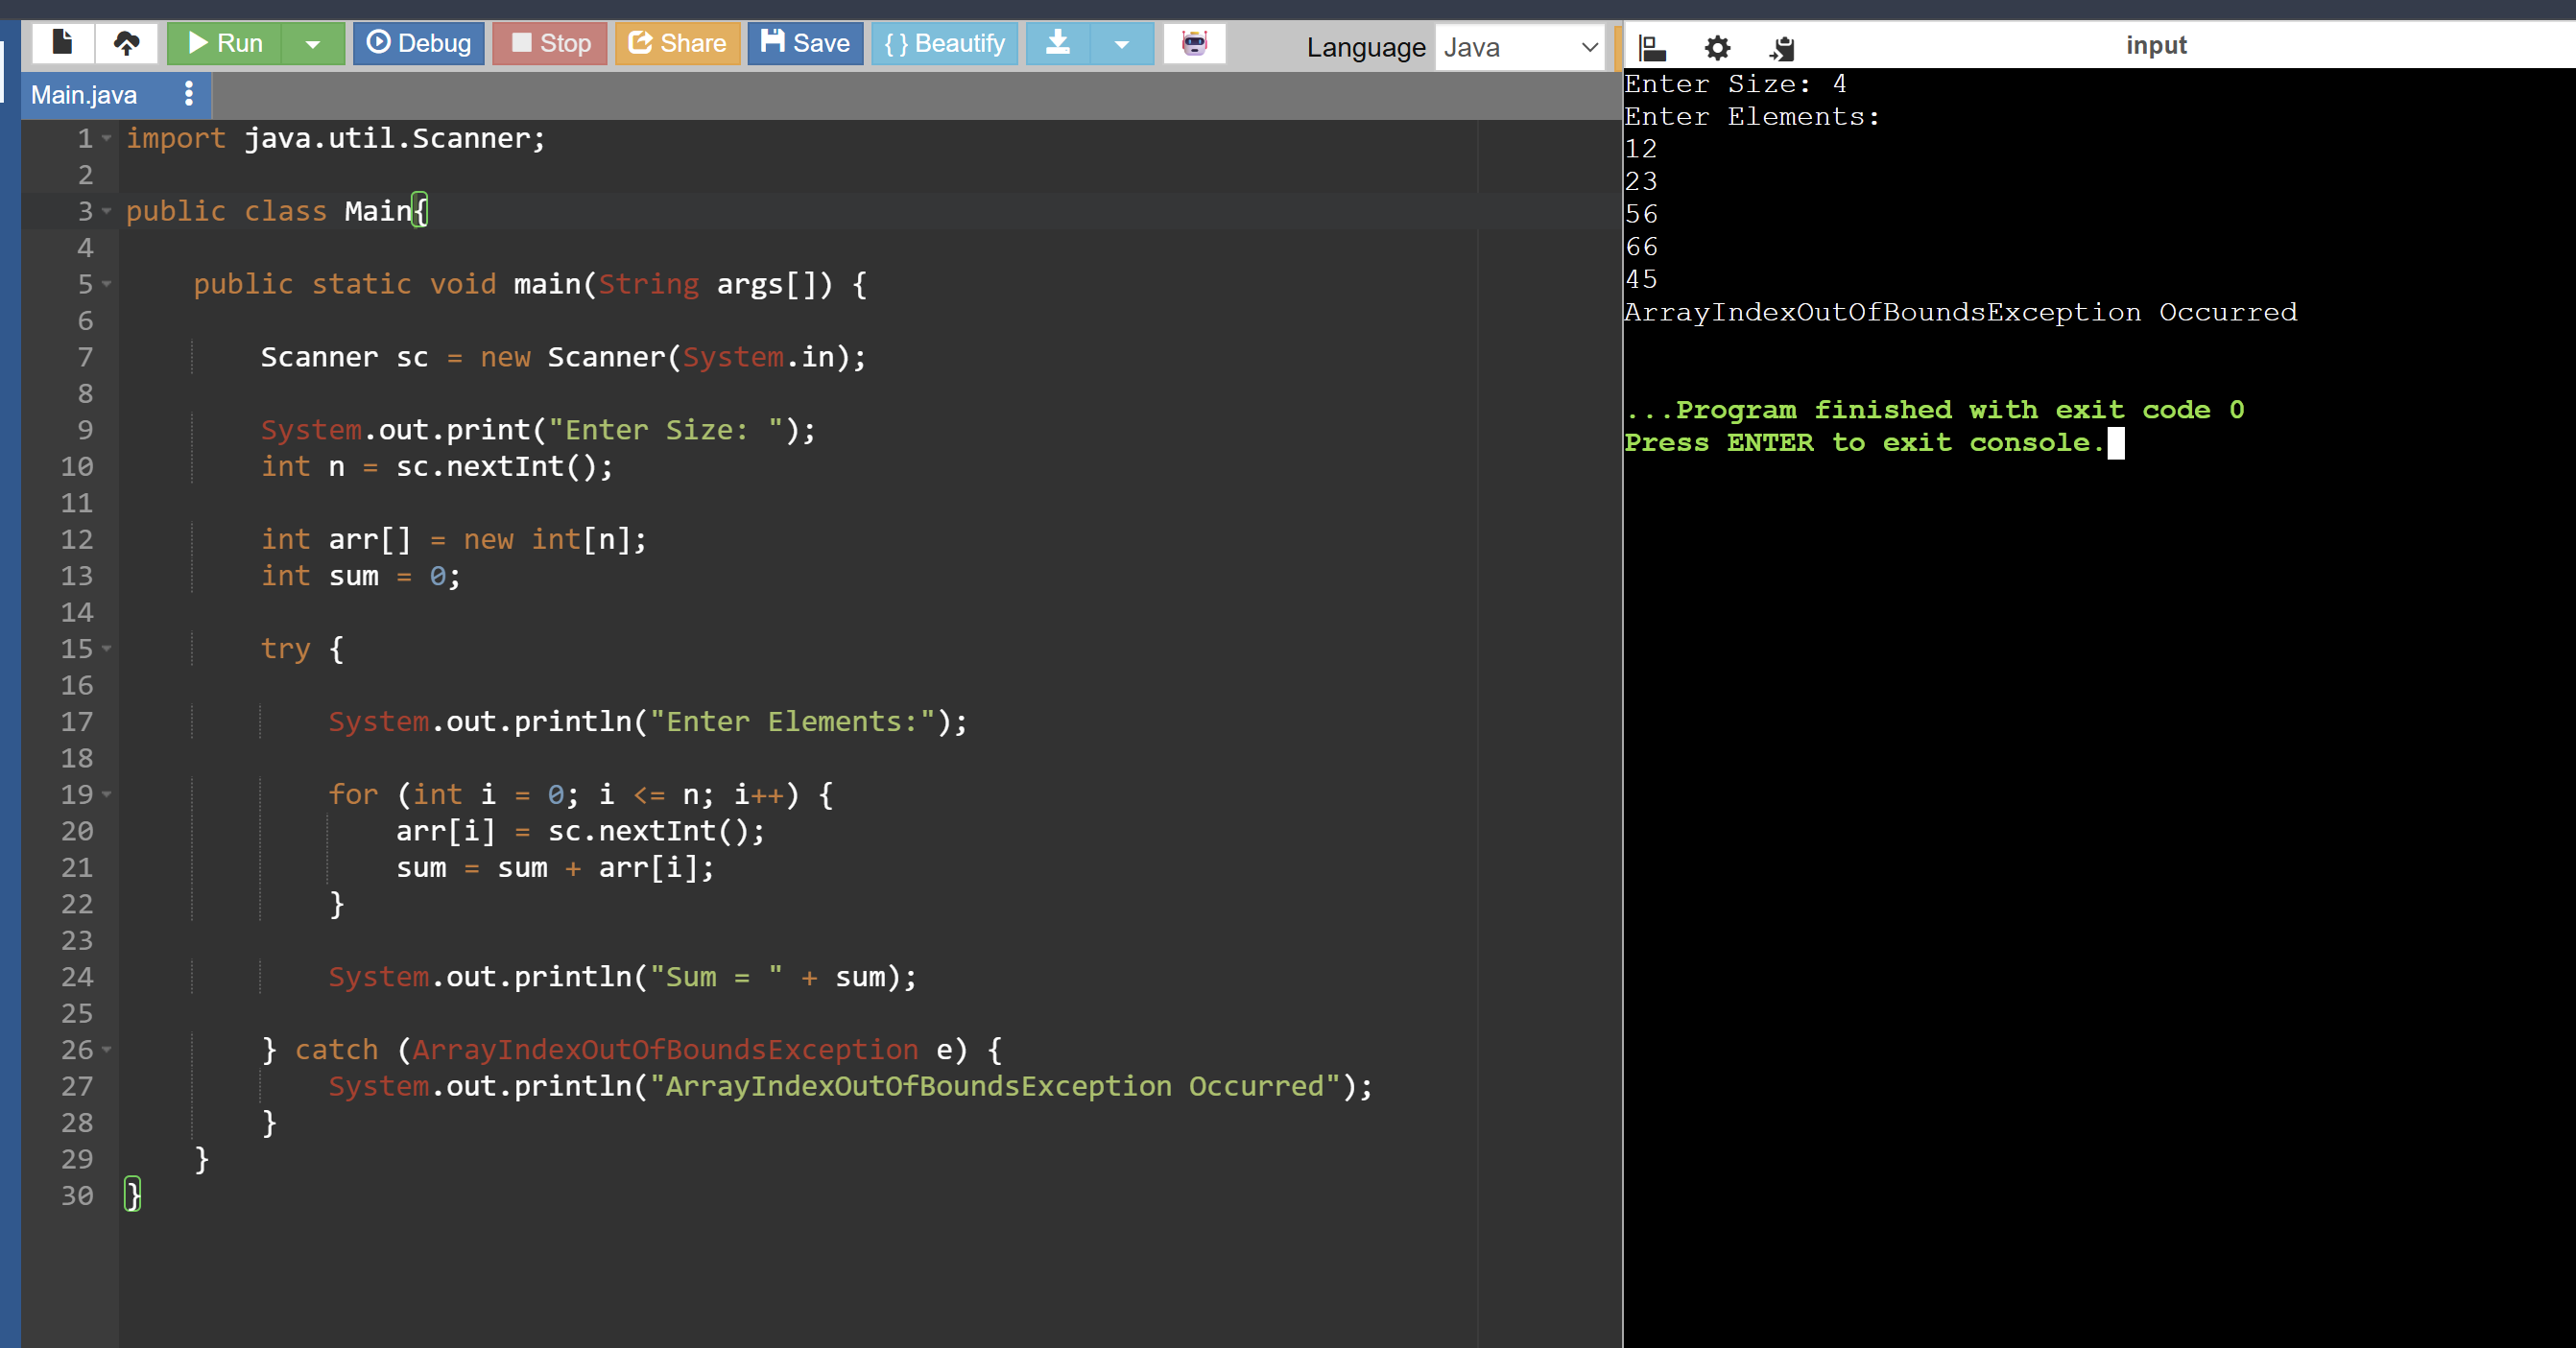 Run Debug Stop Share Save { } Beautify Language Java
Main.java
1 import java.util.Scanner;
2
3 public class Main{
4
5     public static void main(String args[]) {
6
7         Scanner sc = new Scanner(System.in);
8
9         System.out.print("Enter Size: ");
10         int n = sc.nextInt();
11
12         int arr[] = new int[n];
13         int sum = 0;
14
15         try {
16
17             System.out.println("Enter Elements:");
18
19             for (int i = 0; i <= n; i++) {
20                 arr[i] = sc.nextInt();
21                 sum = sum + arr[i];
22             }
23
24             System.out.println("Sum = " + sum);
25
26         } catch (ArrayIndexOutOfBoundsException e) {
27             System.out.println("ArrayIndexOutOfBoundsException Occurred");
28         }
29     }
30 }
input
Enter Size: 4
Enter Elements:
12
23
56
66
45
ArrayIndexOutOfBoundsException Occurred
...Program finished with exit code 0
Press ENTER to exit console.